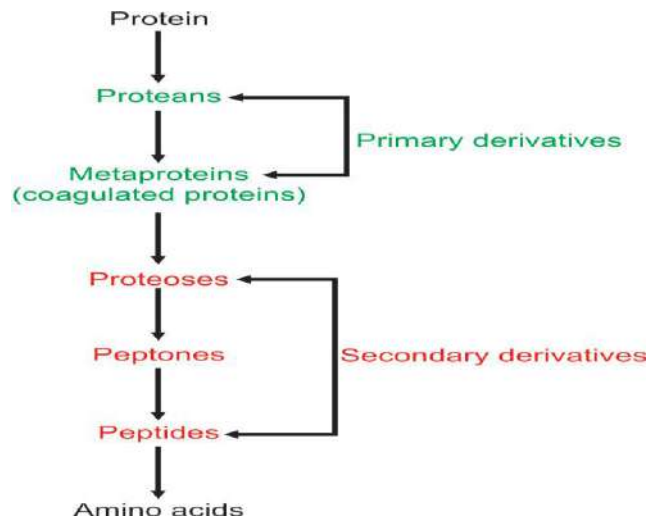 Protein
Proteans
Primary derivatives
Metaproteins
(coagulated proteins)
Proteoses
Peptones
Secondary derivatives
Peptides
Amino acids